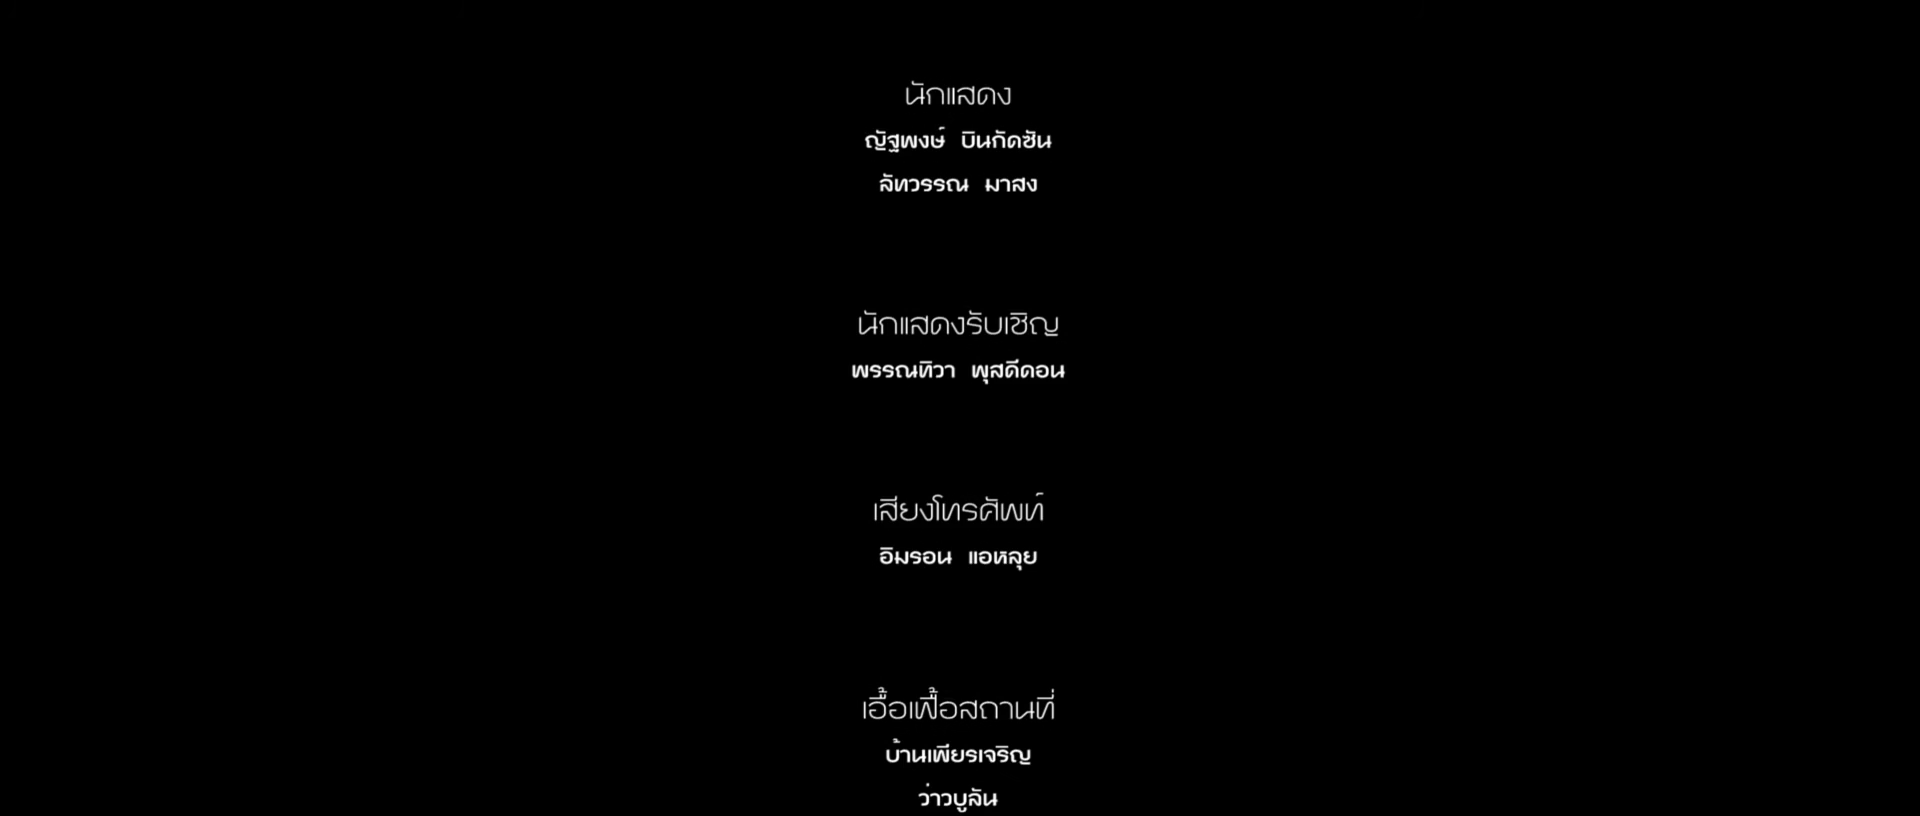 นักแสดง
ณัฐพงษ์ บินกัดซัน
ลัทวรรณ มาสง
นักแสดงรับเชิญ
พรรณทิวา พุสดีดอน
เสียงโทรศัพท์
อิมรอน แอหลุย
เอื้อเฟื้อสถานที่
บ้านเพียรเจริญ
ว่าวบูลัน